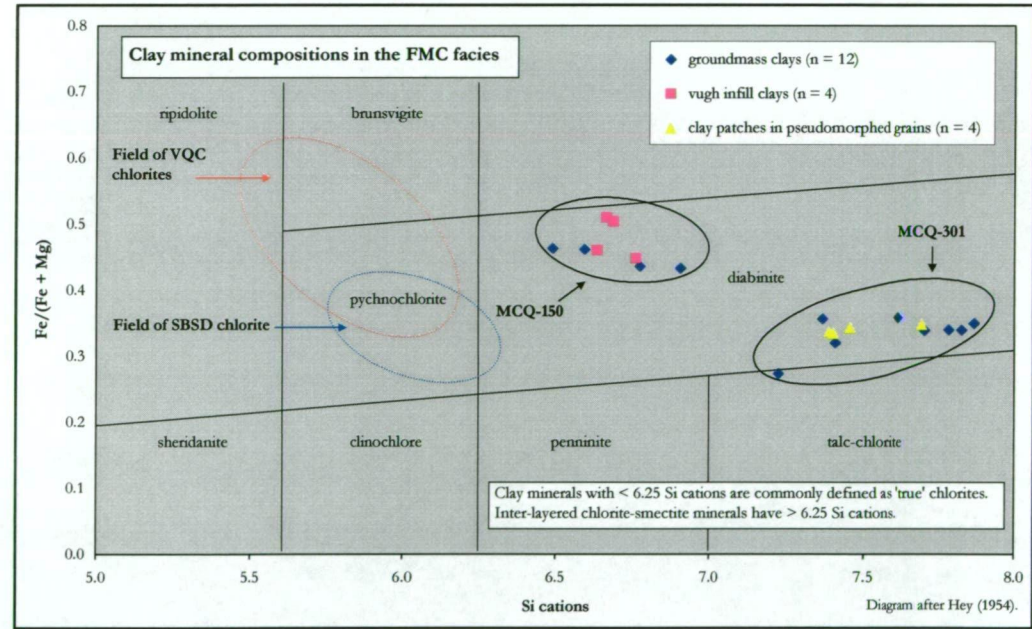 Clay mineral compositions in the FMC facies
groundmass clays (n = 12)
vugh infill clays (n = 4)
clay patches in pseudomorphed grains (n = 4)
0.8
0.7
0.6
0.5
0.4
0.3
0.2
0.1
0.0
Fe/(Fe + Mg)
ripidolite
brunsvigite
Field of VQC
chlorites
MCQ-301
diabinite
pychnochlorite
MCQ-150
Field of SBSD chlorite
sheridanite
clinochlore
penninite
talc-chlorite
Clay minerals with < 6.25 Si cations are commonly defined as 'true' chlorites.
Inter-layered chlorite-smectite minerals have > 6.25 Si cations.
5.0
5.5
6.0
6.5
7.0
7.5
8.0
Si cations
Diagram after Hey (1954).